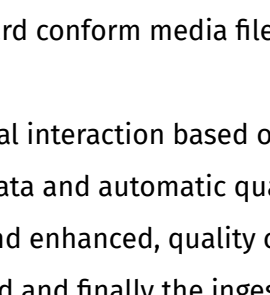 rd conform media file
al interaction based o
ata and automatic qua
nd enhanced, quality c
d and finally the inges